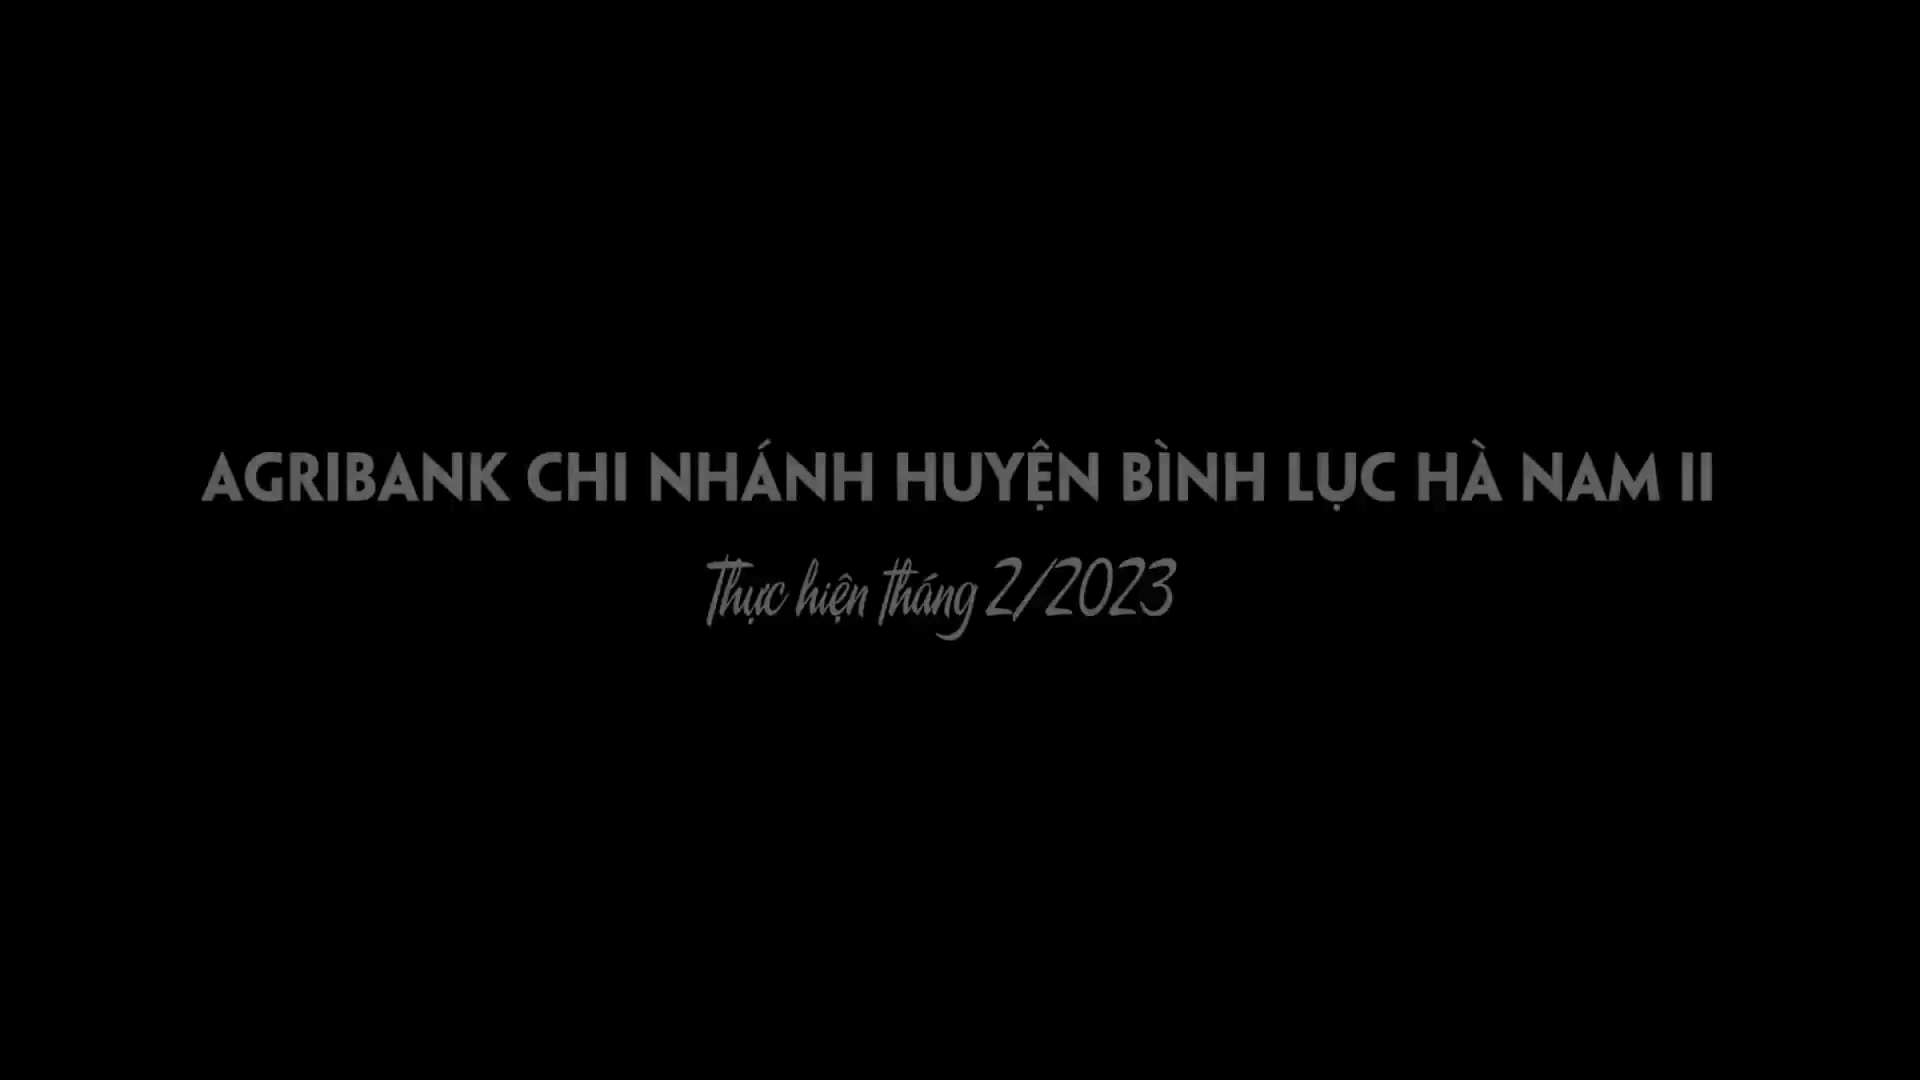 AGRIBANK CHI NHÁNH HUYỆN BÌNH LỤC HÀ NAM II
Thực hiện tháng 2/2023